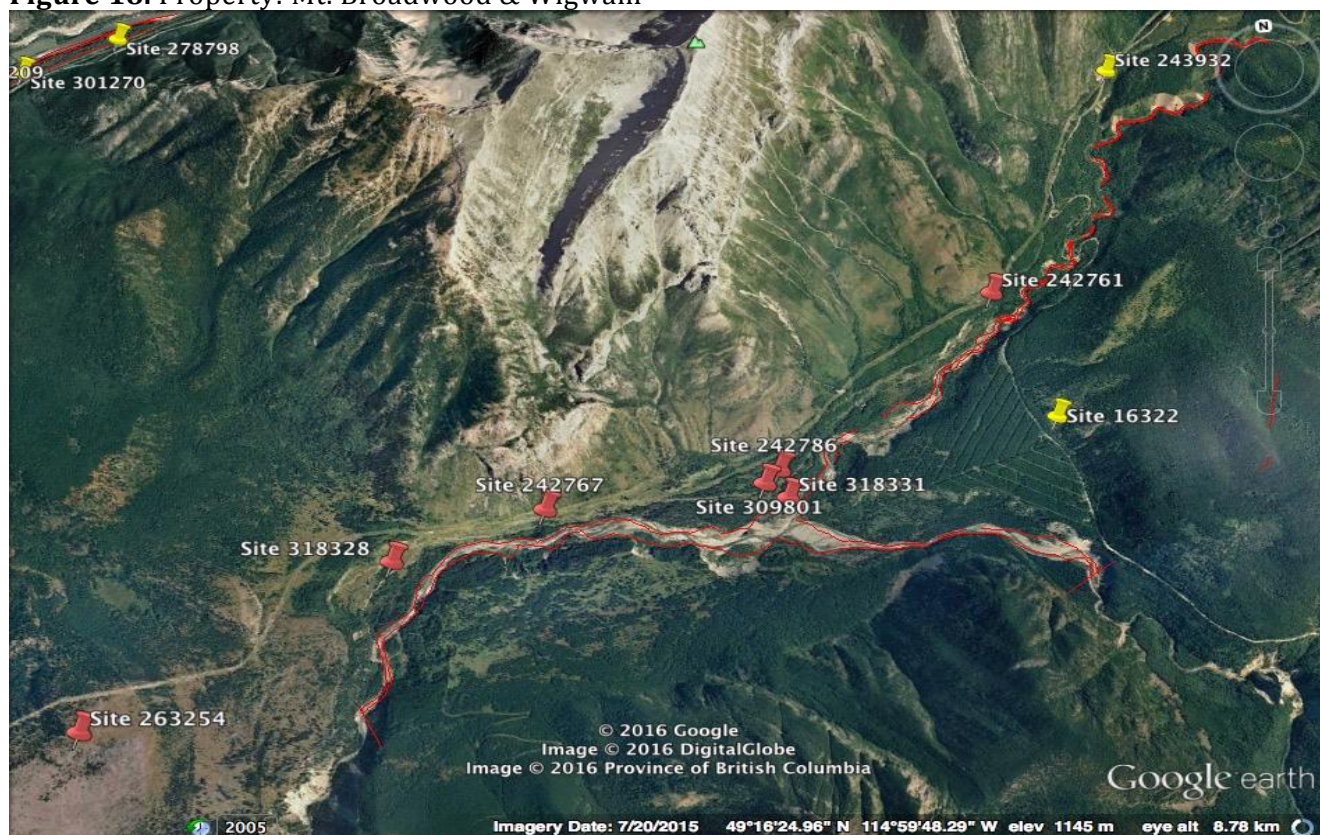 Figure 18. Property: Mt. Broadwood & Wigwam
Site 278798
209
Site 301270
N
Site 243932
Site 242761
Site 16322
Site 242786
Site 242767
Site 318331
Site 309801
Site 318328
Site 263254
© 2016 Google
Image © 2016 DigitalGlobe
Image © 2016 Province of British Columbia
Google earth
2005
Imagery Date: 7/20/2015 49°16'24.96" N 114°59'48.29" W elev 1145 m eye alt 8.78 km